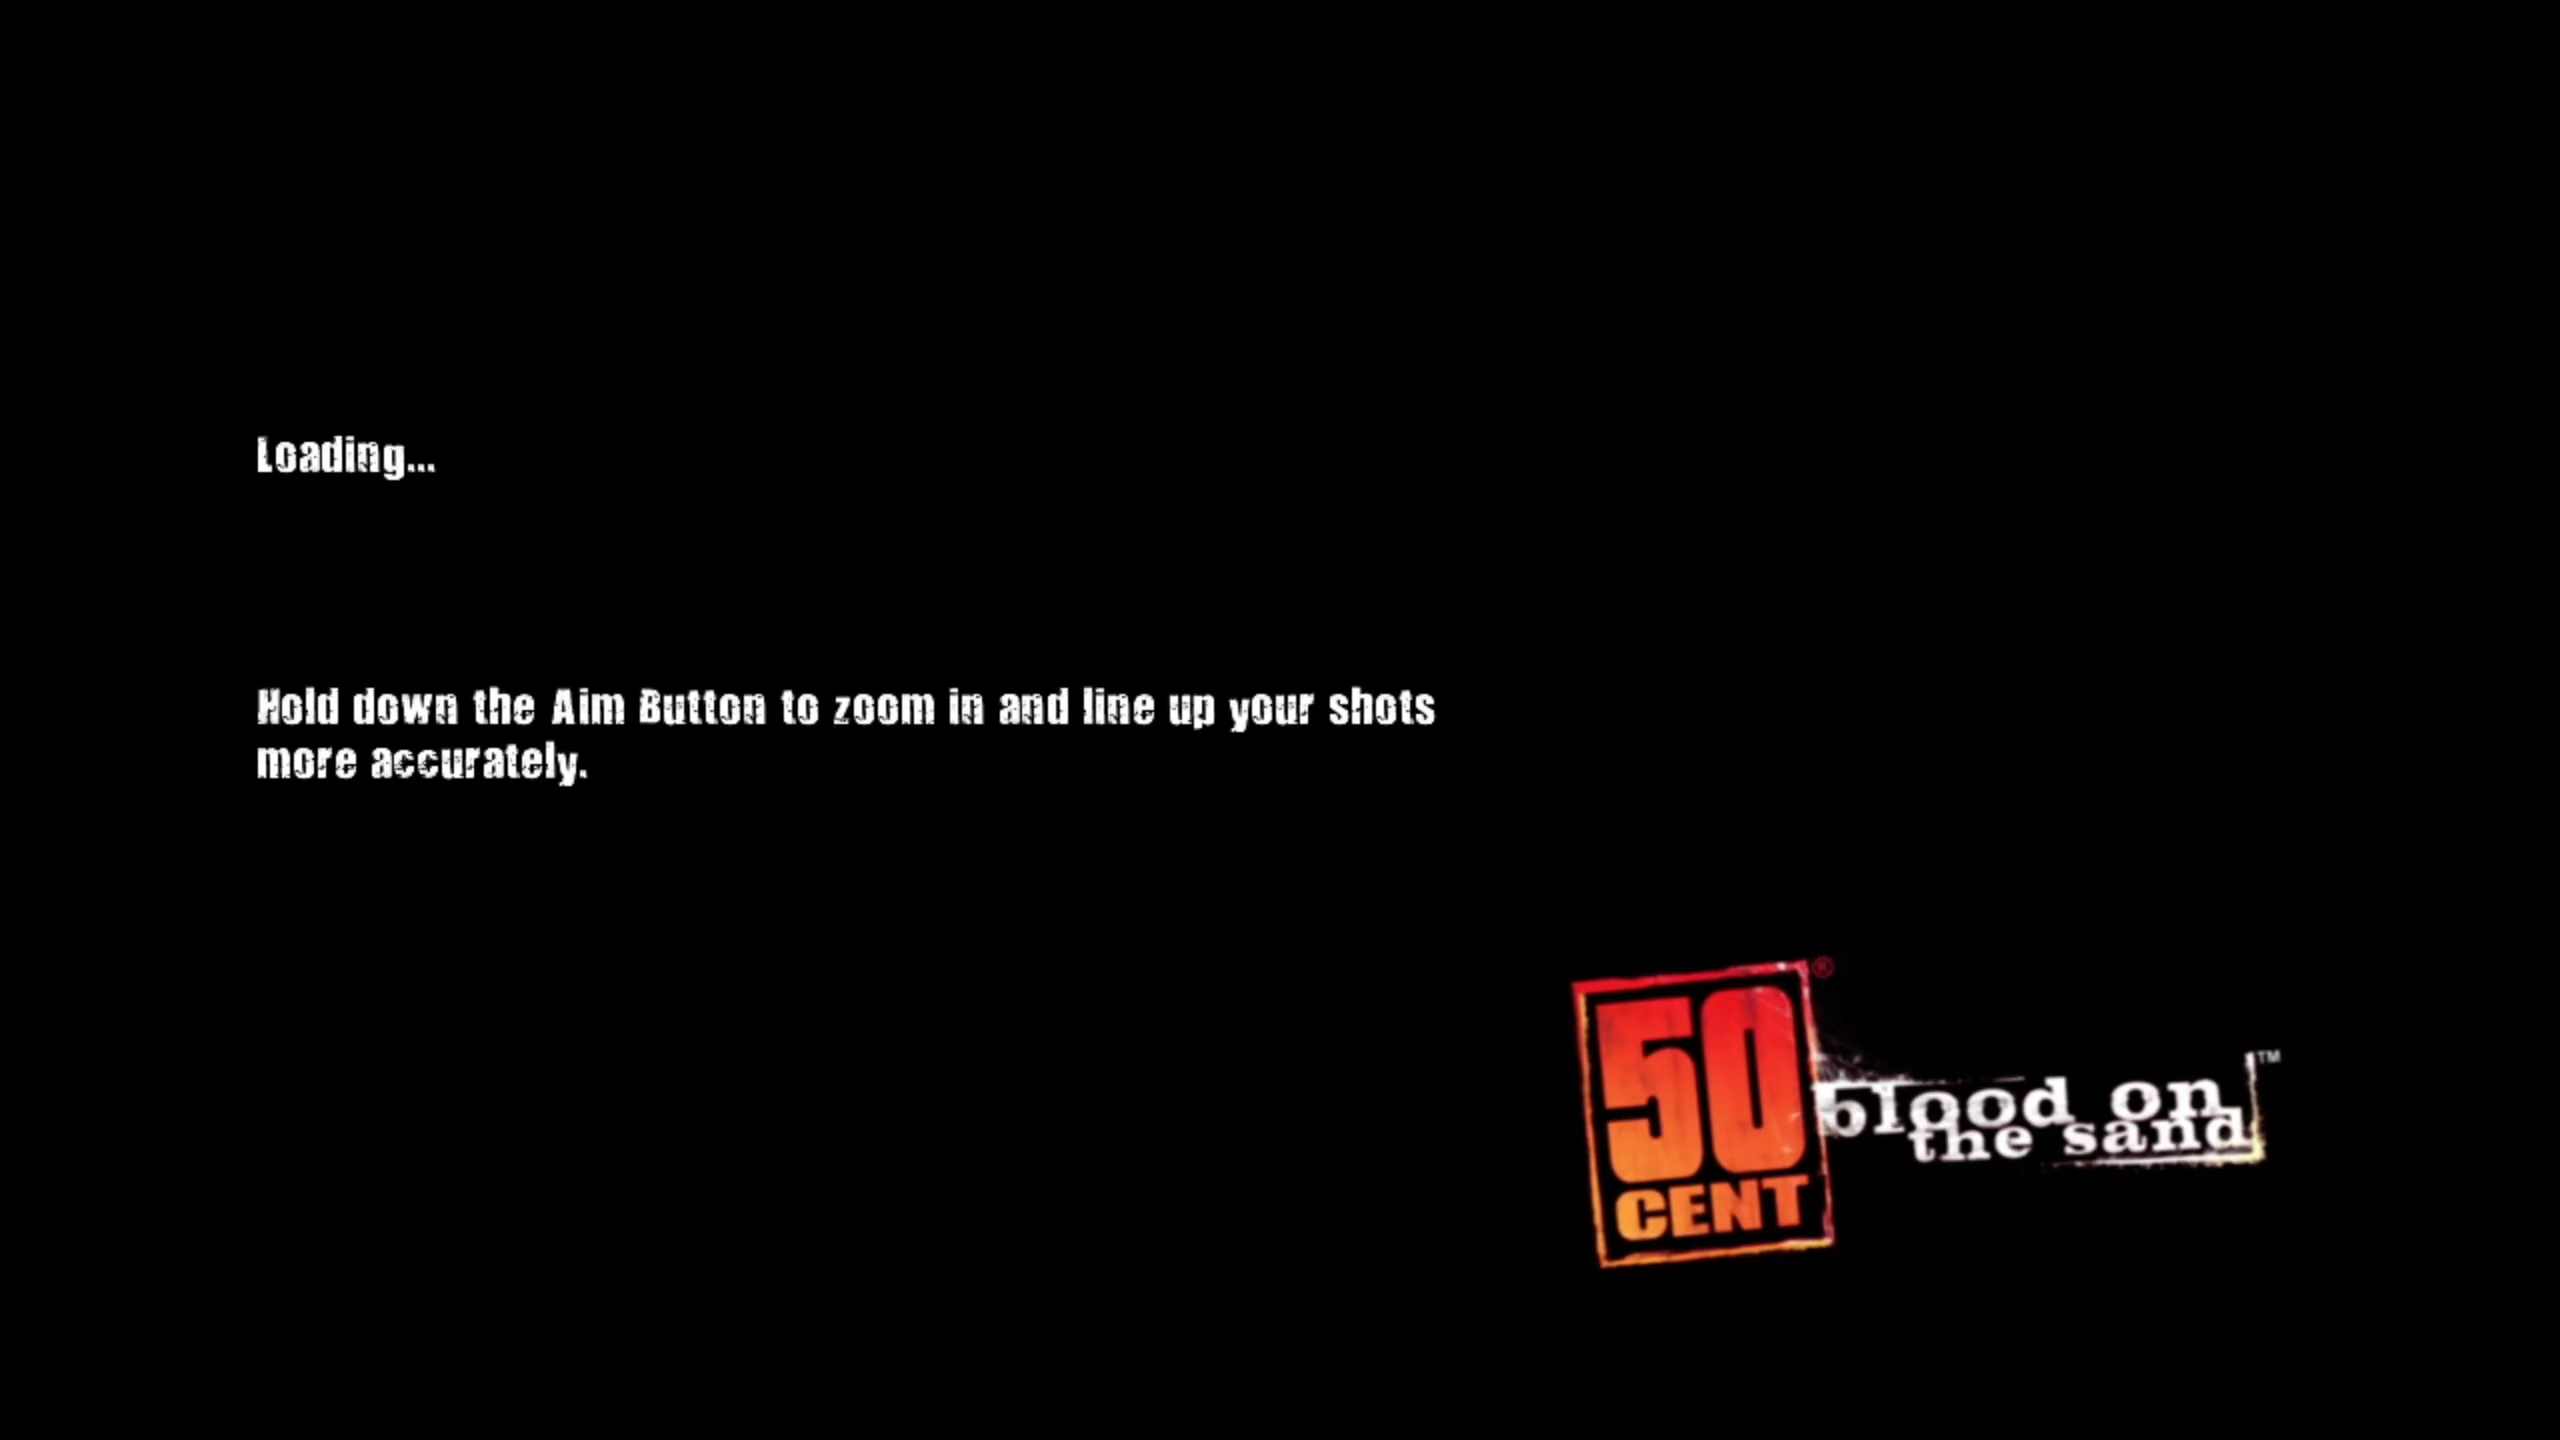 Loading...
Hold down the Aim Button to zoom in and line up your shots
more accurately.
50
CENT
®
blood on
the sand
™